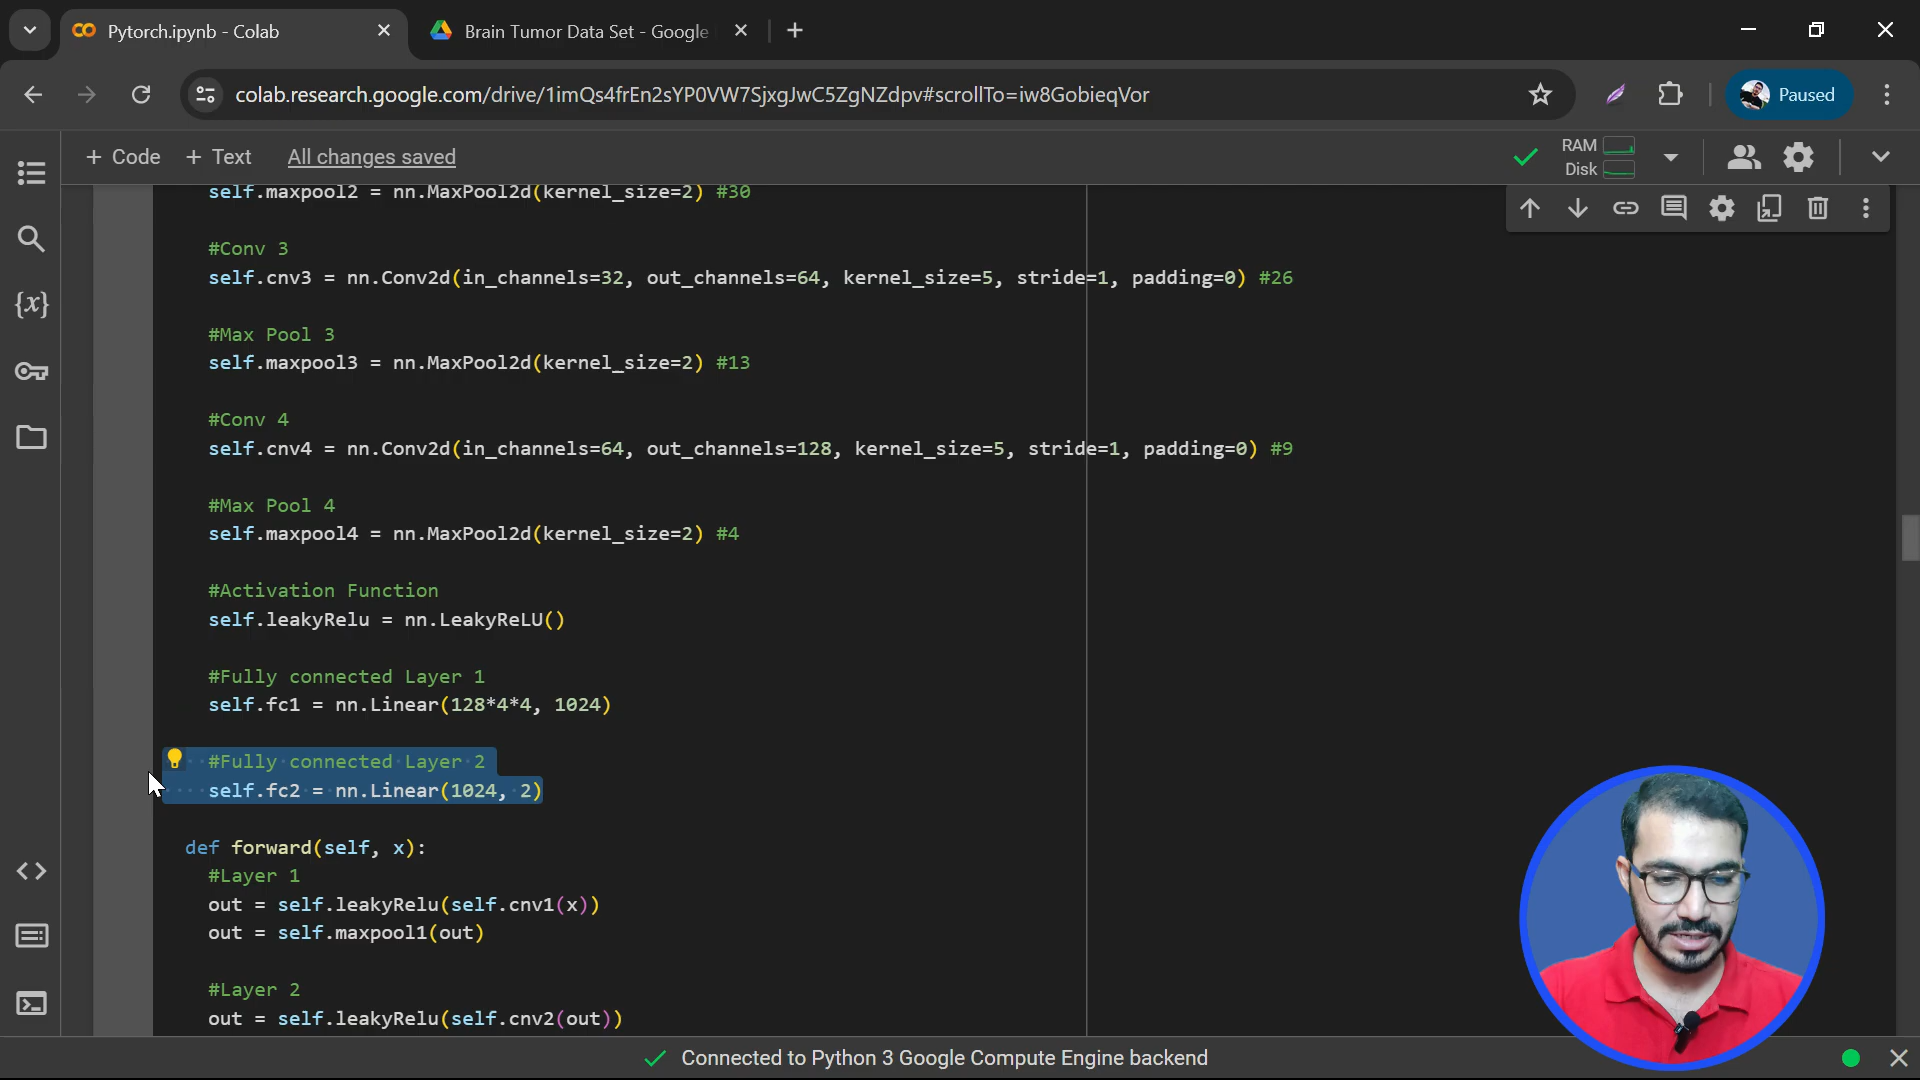 Pytorch.ipynb - Colab
Brain Tumor Data Set - Google
colab.research.google.com/drive/1imQs4frEn2sYP0VW7SjxgJwC5ZgNZdpv#scrollTo=iw8GobieqVor
Paused
+ Code + Text All changes saved
RAM
Disk
self.maxpool2 = nn.MaxPool2d(kernel_size=2) #30
#Conv 3
self.cnv3 = nn.Conv2d(in_channels=32, out_channels=64, kernel_size=5, stride=1, padding=0) #26
#Max Pool 3
self.maxpool3 = nn.MaxPool2d(kernel_size=2) #13
#Conv 4
self.cnv4 = nn.Conv2d(in_channels=64, out_channels=128, kernel_size=5, stride=1, padding=0) #9
#Max Pool 4
self.maxpool4 = nn.MaxPool2d(kernel_size=2) #4
#Activation Function
self.leakyRelu = nn.LeakyReLU()
#Fully connected Layer 1
self.fc1 = nn.Linear(128*4*4, 1024)
#Fully connected Layer 2
self.fc2 = nn.Linear(1024, 2)
def forward(self, x):
#Layer 1
out = self.leakyRelu(self.cnv1(x))
out = self.maxpool1(out)
#Layer 2
out = self.leakyRelu(self.cnv2(out))
Connected to Python 3 Google Compute Engine backend